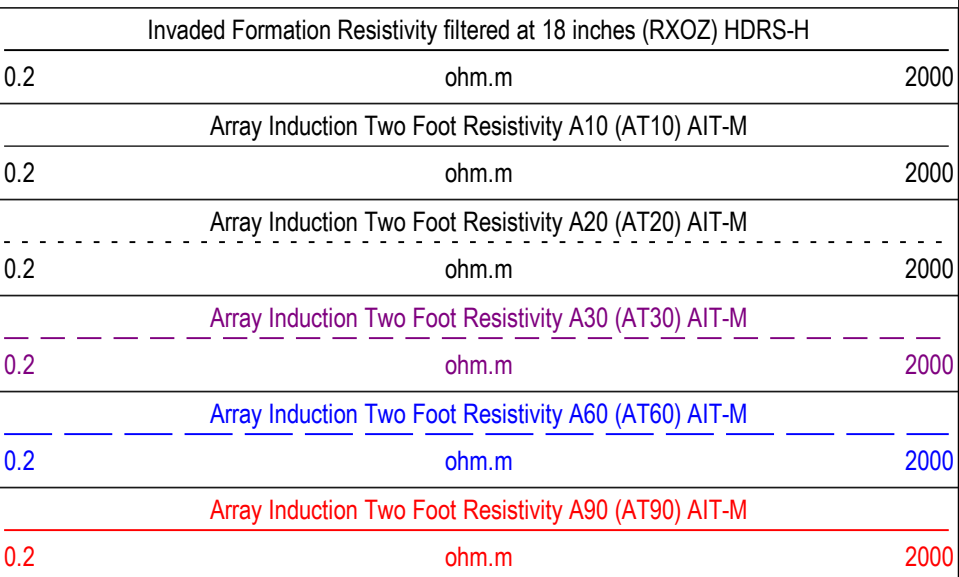 Invaded Formation Resistivity filtered at 18 inches (RXOZ) HDRS-H
0.2 ohm.m 2000
Array Induction Two Foot Resistivity A10 (AT10) AIT-M
0.2 ohm.m 2000
Array Induction Two Foot Resistivity A20 (AT20) AIT-M
0.2 ohm.m 2000
Array Induction Two Foot Resistivity A30 (AT30) AIT-M
0.2 ohm.m 2000
Array Induction Two Foot Resistivity A60 (AT60) AIT-M
0.2 ohm.m 2000
Array Induction Two Foot Resistivity A90 (AT90) AIT-M
0.2 ohm.m 2000